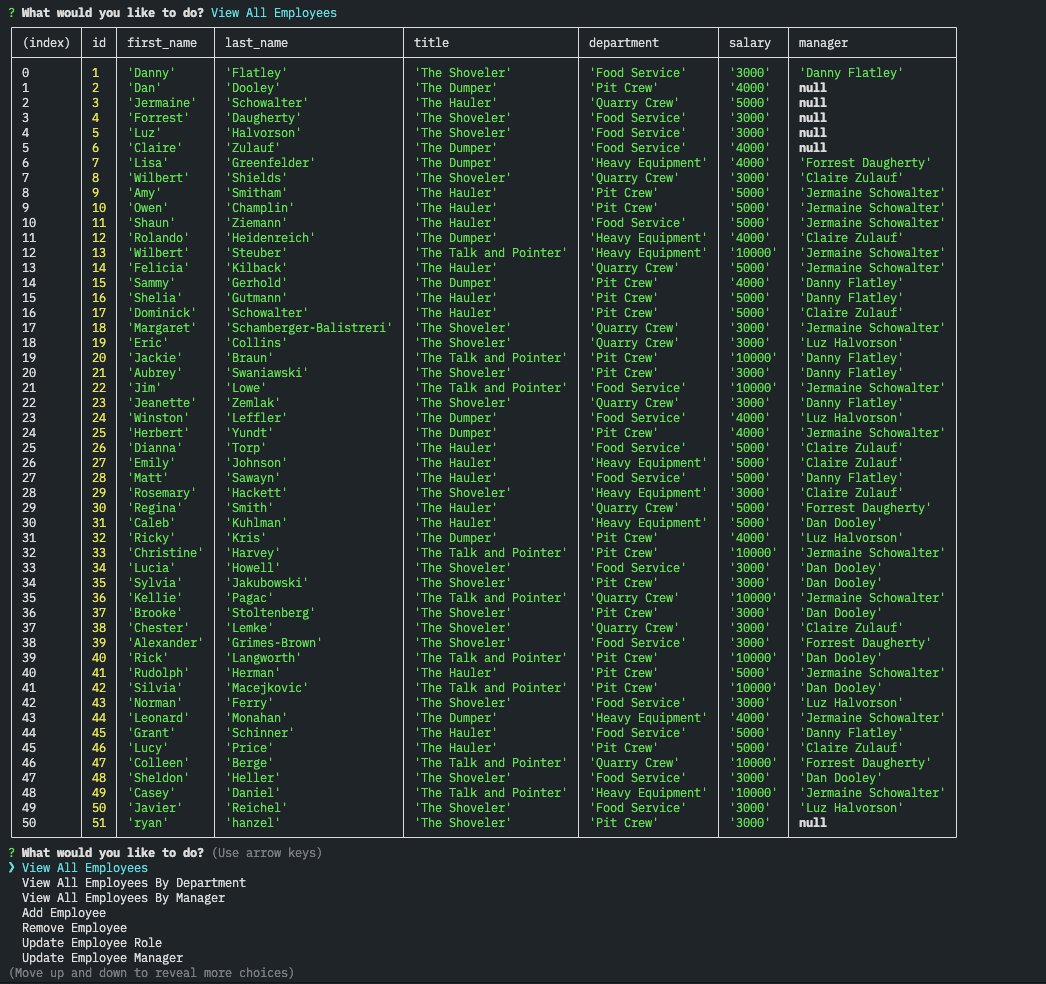 ? What would you like to do? View All Employees
(index) id first_name last_name title department salary manager
0 1 'Danny' 'Flatley' 'The Shoveler' 'Food Service' '3000' 'Danny Flatley'
1 2 'Dan' 'Dooley' 'The Dumper' 'Pit Crew' '4000' null
2 3 'Jermaine' 'Schowalter' 'The Hauler' 'Quarry Crew' '5000' null
3 4 'Forrest' 'Daugherty' 'The Shoveler' 'Food Service' '3000' null
4 5 'Luz' 'Halvorson' 'The Shoveler' 'Food Service' '3000' null
5 6 'Claire' 'Zulauf' 'The Dumper' 'Food Service' '4000' null
6 7 'Lisa' 'Greenfelder' 'The Dumper' 'Heavy Equipment' '4000' 'Forrest Daugherty'
7 8 'Wilbert' 'Shields' 'The Shoveler' 'Quarry Crew' '3000' 'Claire Zulauf'
8 9 'Amy' 'Smitham' 'The Hauler' 'Pit Crew' '5000' 'Jermaine Schowalter'
9 10 'Owen' 'Champlin' 'The Hauler' 'Pit Crew' '5000' 'Jermaine Schowalter'
10 11 'Shaun' 'Ziemann' 'The Hauler' 'Food Service' '5000' 'Jermaine Schowalter'
11 12 'Rolando' 'Heidenreich' 'The Dumper' 'Heavy Equipment' '4000' 'Claire Zulauf'
12 13 'Wilbert' 'Steuber' 'The Talk and Pointer' 'Heavy Equipment' '10000' 'Jermaine Schowalter'
13 14 'Felicia' 'Kilback' 'The Hauler' 'Quarry Crew' '5000' 'Jermaine Schowalter'
14 15 'Sammy' 'Gerhold' 'The Dumper' 'Pit Crew' '4000' 'Danny Flatley'
15 16 'Shelia' 'Gutmann' 'The Hauler' 'Pit Crew' '5000' 'Danny Flatley'
16 17 'Dominick' 'Schowalter' 'The Hauler' 'Pit Crew' '5000' 'Claire Zulauf'
17 18 'Margaret' 'Schamberger-Balistreri' 'The Shoveler' 'Quarry Crew' '3000' 'Jermaine Schowalter'
18 19 'Eric' 'Collins' 'The Shoveler' 'Quarry Crew' '3000' 'Luz Halvorson'
19 20 'Jackie' 'Braun' 'The Talk and Pointer' 'Pit Crew' '10000' 'Danny Flatley'
20 21 'Aubrey' 'Swaniawski' 'The Shoveler' 'Pit Crew' '3000' 'Danny Flatley'
21 22 'Jim' 'Lowe' 'The Talk and Pointer' 'Food Service' '10000' 'Jermaine Schowalter'
22 23 'Jeanette' 'Zemlak' 'The Shoveler' 'Quarry Crew' '3000' 'Danny Flatley'
23 24 'Winston' 'Leffler' 'The Dumper' 'Food Service' '4000' 'Luz Halvorson'
24 25 'Herbert' 'Yundt' 'The Dumper' 'Pit Crew' '4000' 'Jermaine Schowalter'
25 26 'Dianna' 'Torp' 'The Hauler' 'Food Service' '5000' 'Claire Zulauf'
26 27 'Emily' 'Johnson' 'The Hauler' 'Heavy Equipment' '5000' 'Claire Zulauf'
27 28 'Matt' 'Sawayn' 'The Hauler' 'Food Service' '5000' 'Danny Flatley'
28 29 'Rosemary' 'Hackett' 'The Shoveler' 'Heavy Equipment' '3000' 'Claire Zulauf'
29 30 'Regina' 'Smith' 'The Hauler' 'Quarry Crew' '5000' 'Forrest Daugherty'
30 31 'Caleb' 'Kuhlman' 'The Hauler' 'Heavy Equipment' '5000' 'Dan Dooley'
31 32 'Ricky' 'Kris' 'The Dumper' 'Pit Crew' '4000' 'Luz Halvorson'
32 33 'Christine' 'Harvey' 'The Talk and Pointer' 'Pit Crew' '10000' 'Jermaine Schowalter'
33 34 'Lucia' 'Howell' 'The Shoveler' 'Food Service' '3000' 'Dan Dooley'
34 35 'Sylvia' 'Jakubowski' 'The Shoveler' 'Pit Crew' '3000' 'Dan Dooley'
35 36 'Kellie' 'Pagac' 'The Talk and Pointer' 'Quarry Crew' '10000' 'Jermaine Schowalter'
36 37 'Brooke' 'Stoltenberg' 'The Shoveler' 'Pit Crew' '3000' 'Dan Dooley'
37 38 'Chester' 'Lemke' 'The Shoveler' 'Quarry Crew' '3000' 'Claire Zulauf'
38 39 'Alexander' 'Grimes-Brown' 'The Shoveler' 'Food Service' '3000' 'Forrest Daugherty'
39 40 'Rick' 'Langworth' 'The Talk and Pointer' 'Pit Crew' '10000' 'Dan Dooley'
40 41 'Rudolph' 'Herman' 'The Hauler' 'Pit Crew' '5000' 'Jermaine Schowalter'
41 42 'Silvia' 'Macejkovic' 'The Talk and Pointer' 'Pit Crew' '10000' 'Dan Dooley'
42 43 'Norman' 'Ferry' 'The Shoveler' 'Food Service' '3000' 'Luz Halvorson'
43 44 'Leonard' 'Monahan' 'The Dumper' 'Heavy Equipment' '4000' 'Jermaine Schowalter'
44 45 'Grant' 'Schinner' 'The Hauler' 'Food Service' '5000' 'Danny Flatley'
45 46 'Lucy' 'Price' 'The Hauler' 'Pit Crew' '5000' 'Claire Zulauf'
46 47 'Colleen' 'Berge' 'The Talk and Pointer' 'Quarry Crew' '10000' 'Forrest Daugherty'
47 48 'Sheldon' 'Heller' 'The Shoveler' 'Food Service' '3000' 'Dan Dooley'
48 49 'Casey' 'Daniel' 'The Talk and Pointer' 'Heavy Equipment' '10000' 'Jermaine Schowalter'
49 50 'Javier' 'Reichel' 'The Shoveler' 'Food Service' '3000' 'Luz Halvorson'
50 51 'ryan' 'hanzel' 'The Shoveler' 'Pit Crew' '3000' null
? What would you like to do? (Use arrow keys)
❯ View All Employees
View All Employees By Department
View All Employees By Manager
Add Employee
Remove Employee
Update Employee Role
Update Employee Manager
(Move up and down to reveal more choices)